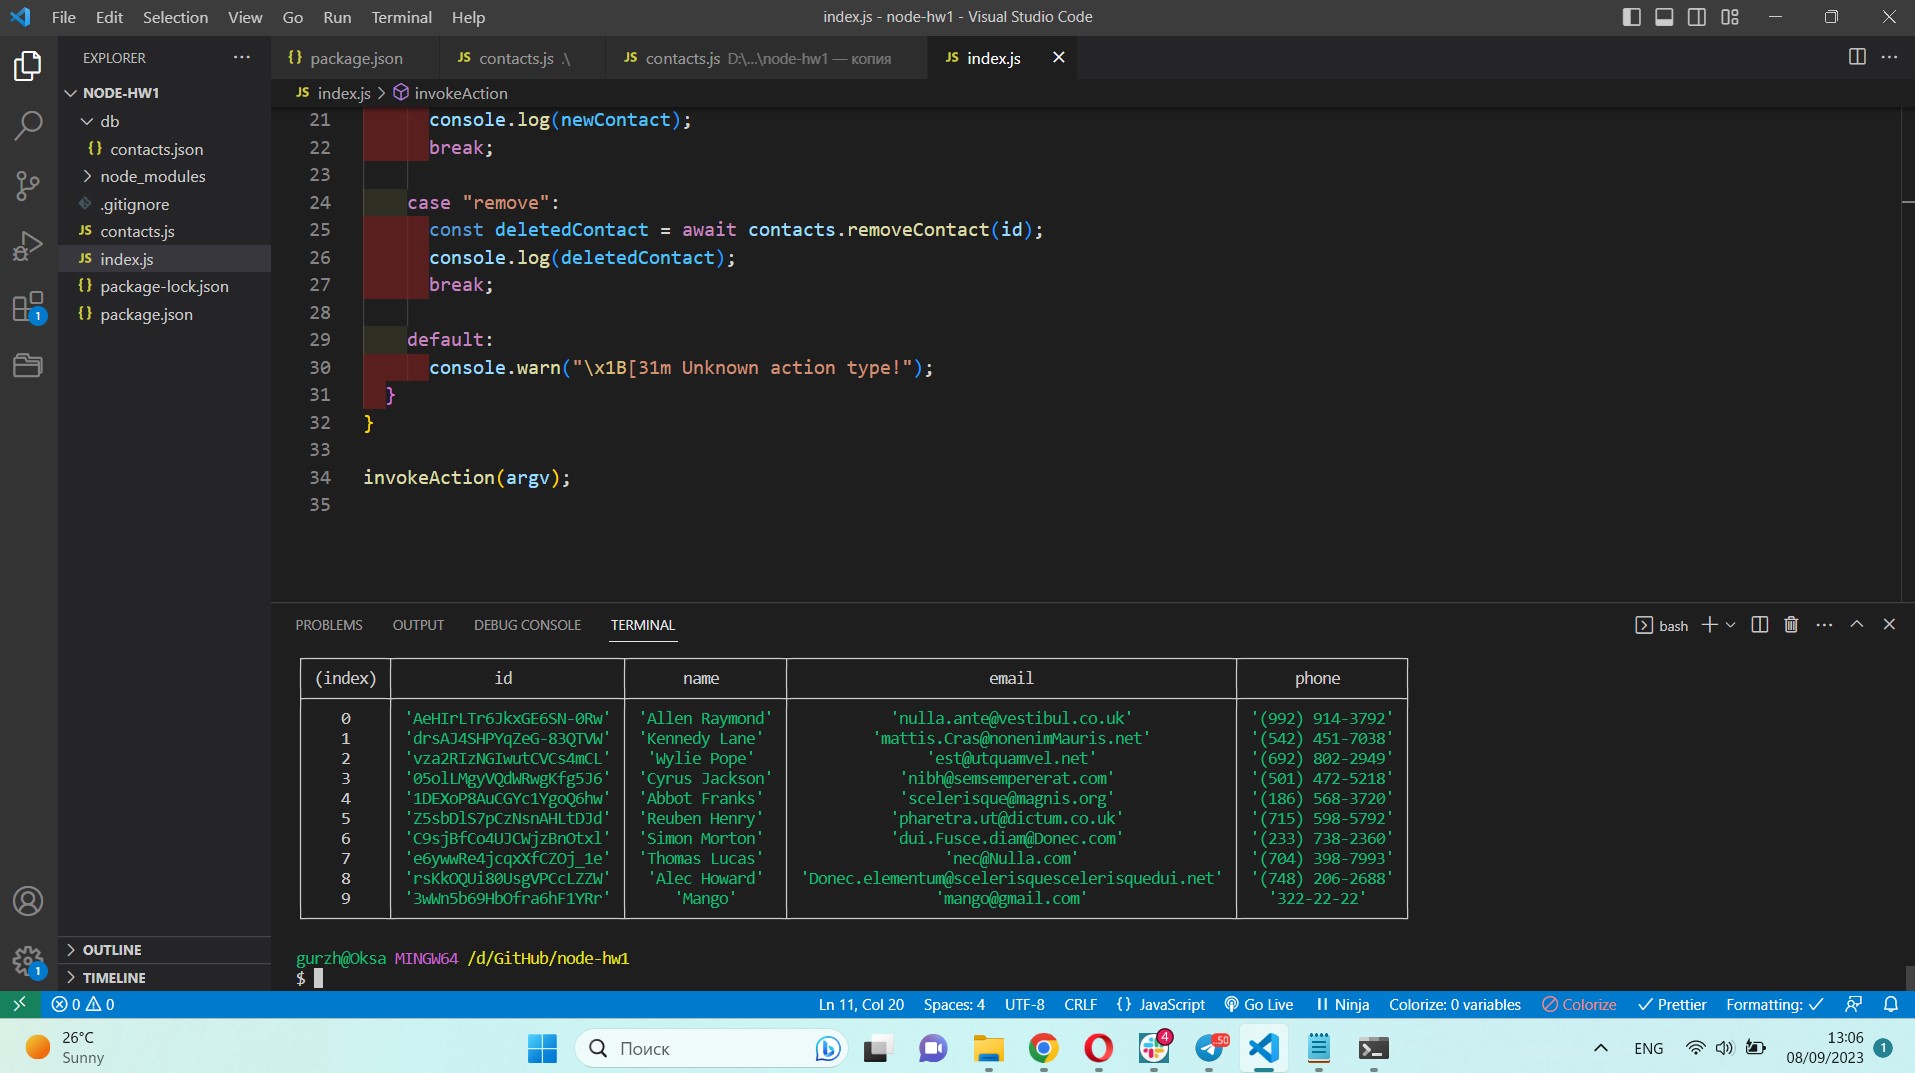 File Edit Selection View Go Run Terminal Help
index.js - node-hw1 - Visual Studio Code
EXPLORER
NODE-HW1
db
{} contacts.json
node_modules
.gitignore
JS contacts.js
JS index.js
{} package-lock.json
{} package.json
OUTLINE
TIMELINE
1
1
{} package.json
JS contacts.js .\
JS contacts.js D:\...\node-hw1 — копия
JS index.js
JS index.js > invokeAction
21 console.log(newContact);
22 break;
23
24 case "remove":
25 const deletedContact = await contacts.removeContact(id);
26 console.log(deletedContact);
27 break;
28
29 default:
30 console.warn("\x1B[31m Unknown action type!");
31 }
32 }
33
34 invokeAction(argv);
35
PROBLEMS OUTPUT DEBUG CONSOLE TERMINAL
bash
(index) id name email phone
0 'AeHIrLTr6JkxGE6SN-0Rw' 'Allen Raymond' 'nulla.ante@vestibul.co.uk' '(992) 914-3792'
1 'drsAJ4SHPYqZeG-83QTVW' 'Kennedy Lane' 'mattis.Cras@nonenimMauris.net' '(542) 451-7038'
2 'vza2RIzNGIwutCVCs4mCL' 'Wylie Pope' 'est@utquamvel.net' '(692) 802-2949'
3 '05olLMgyVQdWRwgKfg5J6' 'Cyrus Jackson' 'nibh@semsempererat.com' '(501) 472-5218'
4 '1DEXoP8AuCGYc1YgoQ6hw' 'Abbot Franks' 'scelerisque@magnis.org' '(186) 568-3720'
5 'Z5sbDlS7pCzNsnAHLtDJd' 'Reuben Henry' 'pharetra.ut@dictum.co.uk' '(715) 598-5792'
6 'C9sjBfCo4UJCWjzBnOtxl' 'Simon Morton' 'dui.Fusce.diam@Donec.com' '(233) 738-2360'
7 'e6ywwRe4jcqxXfCZOj_1e' 'Thomas Lucas' 'nec@Nulla.com' '(704) 398-7993'
8 'rsKkOQUi80UsgVPCcLZZW' 'Alec Howard' 'Donec.elementum@scelerisquescelerisquedui.net' '(748) 206-2688'
9 '3wWn5b69HbOfra6hF1YRr' 'Mango' 'mango@gmail.com' '322-22-22'
gurzh@Oksa MINGW64 /d/GitHub/node-hw1
$
0 0
Ln 11, Col 20 Spaces: 4 UTF-8 CRLF {} JavaScript Go Live Ninja Colorize: 0 variables Colorize Prettier Formatting:
26°C
Sunny
Поиск
4
..50
ENG
13:06
08/09/2023
1